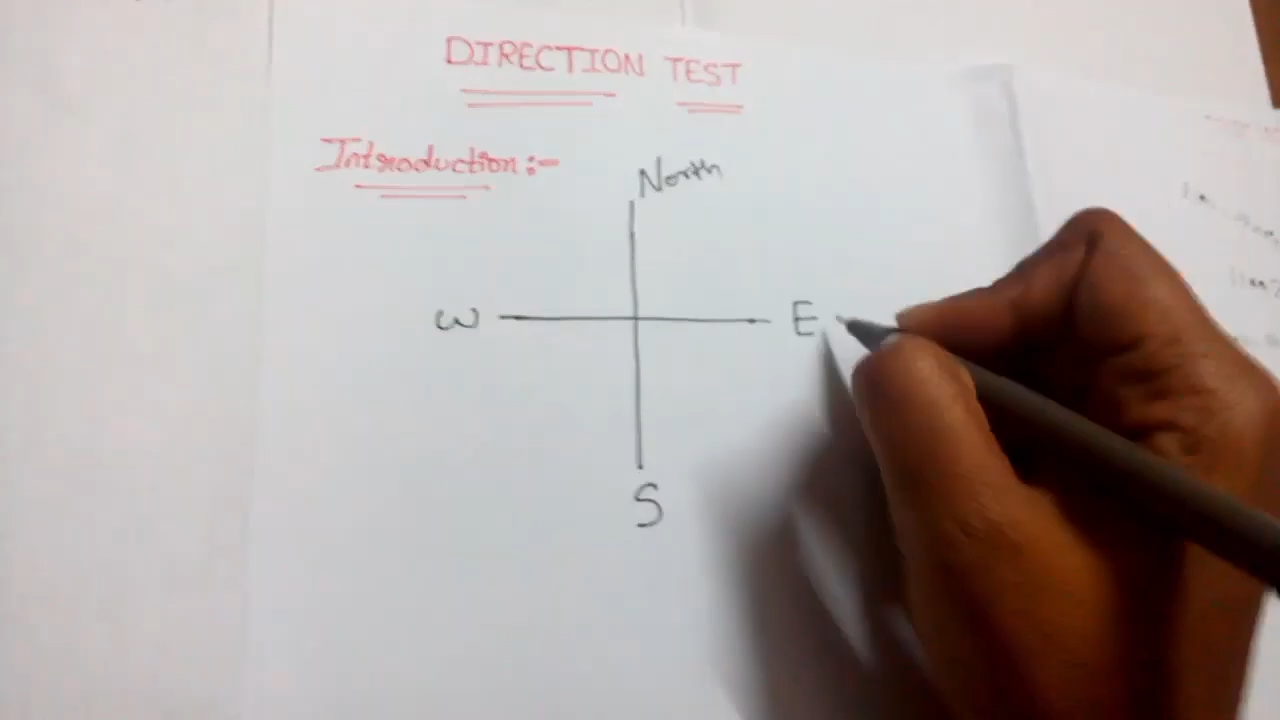 DIRECTION TEST
Introduction:-
North
W
E
S